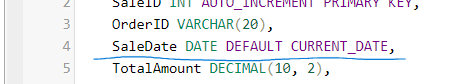 2 SaleID INT AUTO_INCREMENT PRIMARY KEY,
3 OrderID VARCHAR(20),
4 SaleDate DATE DEFAULT CURRENT_DATE,
5 TotalAmount DECIMAL(10, 2),